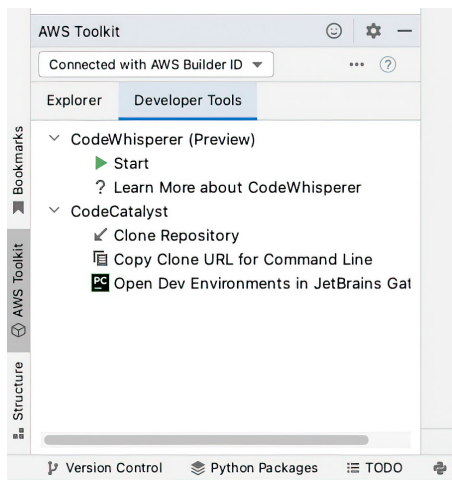 AWS Toolkit
Connected with AWS Builder ID
?
Explorer
Developer Tools
CodeWhisperer (Preview)
Start
? Learn More about CodeWhisperer
CodeCatalyst
Clone Repository
Copy Clone URL for Command Line
PC Open Dev Environments in JetBrains Gat
Bookmarks
AWS Toolkit
Structure
Version Control
Python Packages
TODO